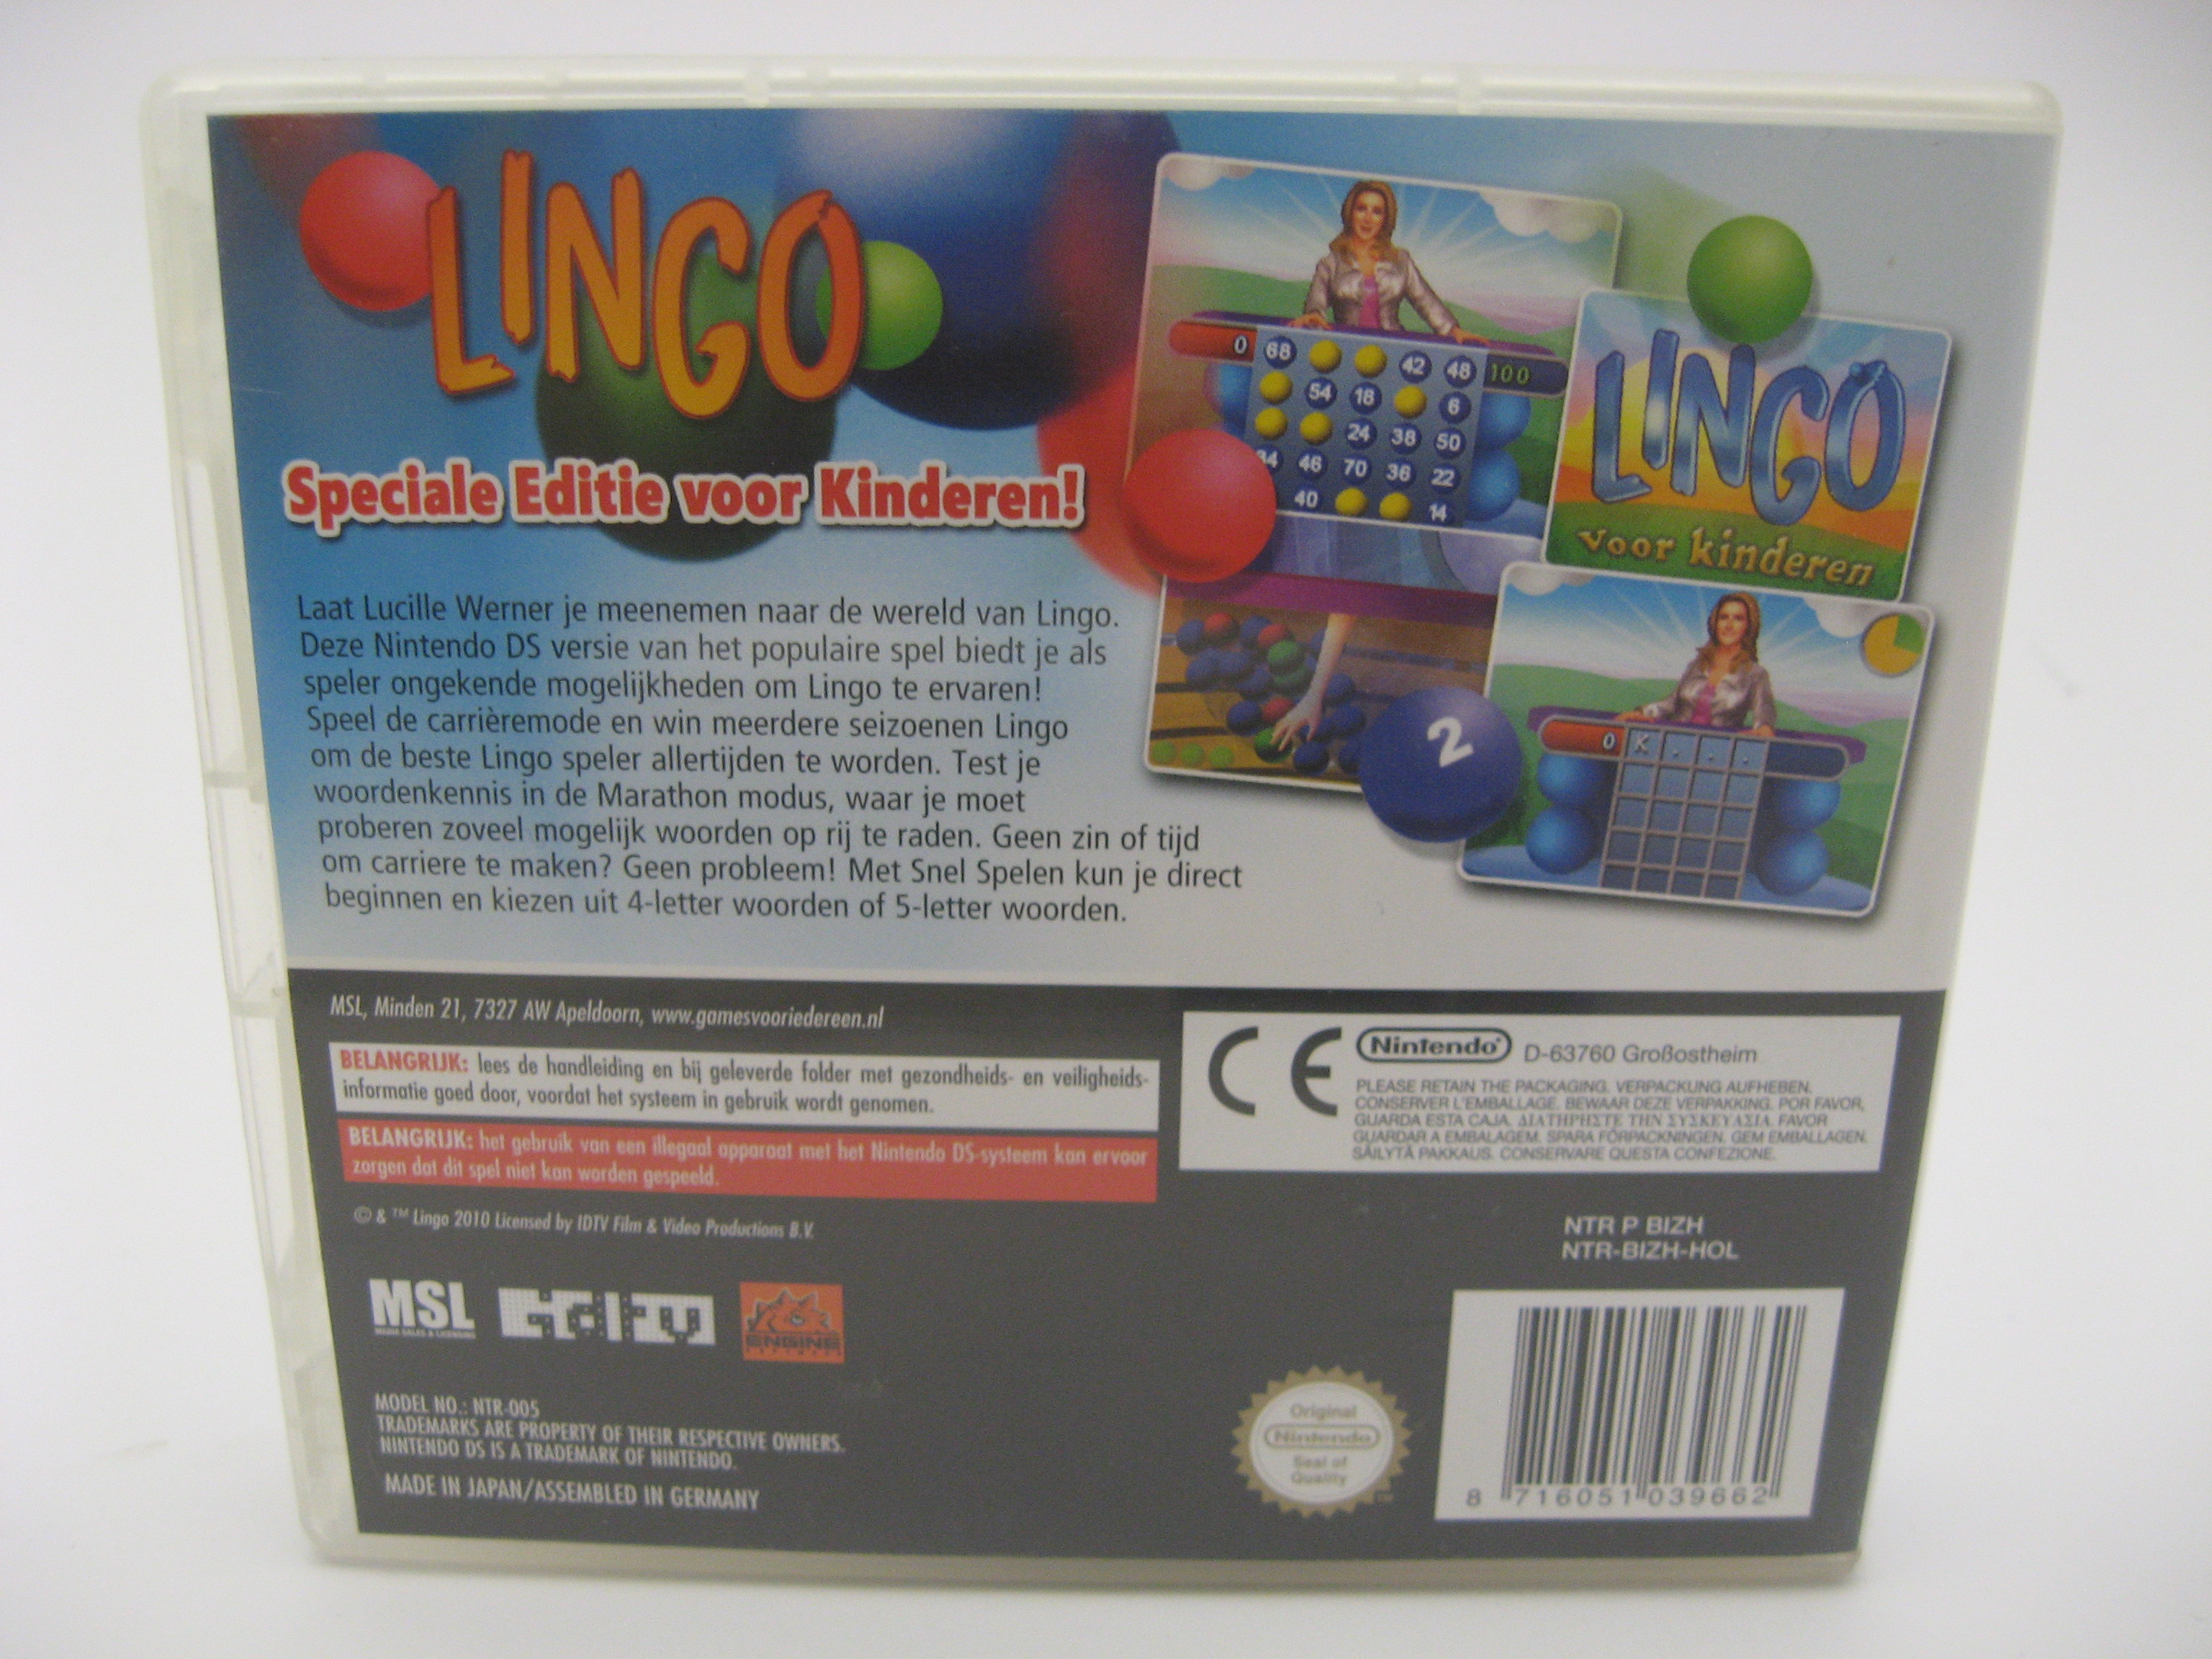 LINGO
Speciale Editie voor Kinderen!
Laat Lucille Werner je meenemen naar de wereld van Lingo.
Deze Nintendo DS versie van het populaire spel biedt je als
speler ongekende mogelijkheden om Lingo te ervaren!
Speel de carrièremode en win meerdere seizoenen Lingo
om de beste Lingo speler allertijden te worden. Test je
woordenkennis in de Marathon modus, waar je moet
proberen zoveel mogelijk woorden op rij te raden. Geen zin of tijd
om carriere te maken? Geen probleem! Met Snel Spelen kun je direct
beginnen en kiezen uit 4-letter woorden of 5-letter woorden.
0 68 42 48 100
54 18 6
24 38 50
34 46 70 36 22
40 14
LINGO
voor kinderen
2
0 K . . .
MSL, Minden 21, 7327 AW Apeldoorn, www.gamesvooriedereen.nl
BELANGRIJK: lees de handleiding en bij geleverde folder met gezondheids- en veiligheids-
informatie goed door, voordat het systeem in gebruik wordt genomen.
BELANGRIJK: het gebruik van een illegaal apparaat met het Nintendo DS-systeem kan ervoor
zorgen dat dit spel niet kan worden gespeeld.
© & ™ Lingo 2010 Licensed by IDTV Film & Video Productions B.V.
MSL
MEDIA SALES & LICENSING
ENGINE
SOFTWARE
MODEL NO.: NTR-005
TRADEMARKS ARE PROPERTY OF THEIR RESPECTIVE OWNERS.
NINTENDO DS IS A TRADEMARK OF NINTENDO.
MADE IN JAPAN/ASSEMBLED IN GERMANY
CE Nintendo® D-63760 Großostheim
PLEASE RETAIN THE PACKAGING. VERPACKUNG AUFHEBEN.
CONSERVER L'EMBALLAGE. BEWAAR DEZE VERPAKKING. POR FAVOR,
GUARDA ESTA CAJA. ΔΙΑΤΗΡΗΣΤΕ ΤΗΝ ΣΥΣΚΕΥΑΣΙΑ. FAVOR
GUARDAR A EMBALAGEM. SPARA FÖRPACKNINGEN. GEM EMBALLAGEN.
SÄILYTÄ PAKKAUS. CONSERVARE QUESTA CONFEZIONE.
NTR P BIZH
NTR-BIZH-HOL
Original
Nintendo
Seal of
Quality
™
8 716051 039662